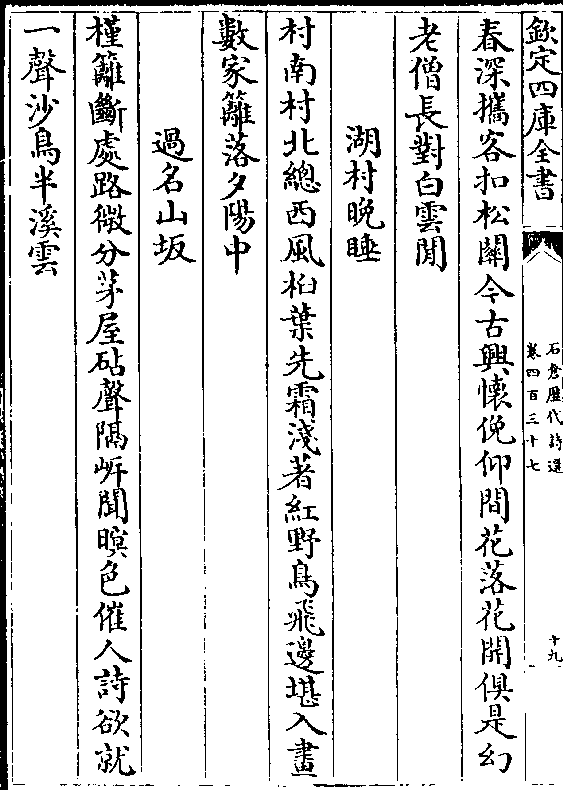 欽定四庫全書
石倉歷代詩選
卷四百三十七
十九
春深攜客扣松關今古興懷俛仰間花落花開俱是幻
老僧長對白雲閒
湖村晚睡
村南村北總西風桕葉先霜淺著紅野鳥飛邊堪入畫
數家籬落夕陽中
過名山坂
槿籬斷處路微分茅屋砧聲隔岍聞暝色催人詩欲就
一聲沙鳥半溪雲